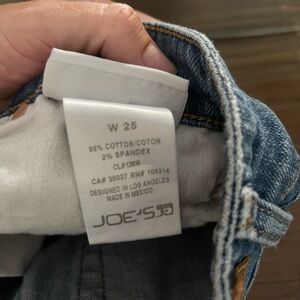 W 25
98% COTTON/COTON
2% SPANDEX
CL#136M
CA# 35037 RN# 106214
DESIGNED IN LOS ANGELES
MADE IN MEXICO
JOE'S